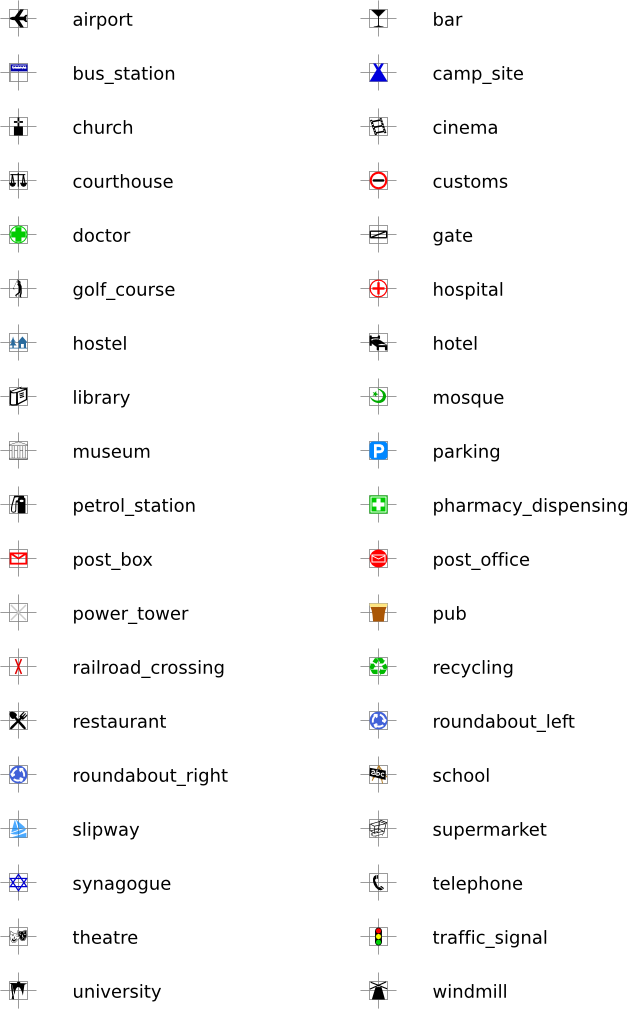 airport bar
bus_station camp_site
church cinema
courthouse customs
doctor gate
golf_course hospital
hostel hotel
library mosque
museum parking
petrol_station pharmacy_dispensing
post_box post_office
power_tower pub
railroad_crossing recycling
restaurant roundabout_left
roundabout_right school
slipway supermarket
synagogue telephone
theatre traffic_signal
university windmill